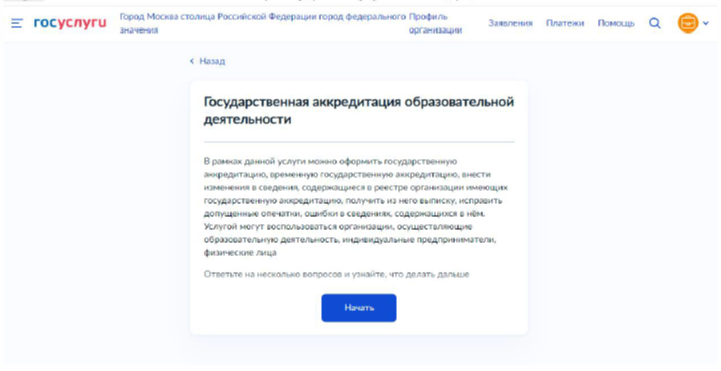 госуслуги
Город Москва столица Российской Федерации город федерального
значения
Профиль
организации
Заявления Платежи Помощь
Назад
Государственная аккредитация образовательной
деятельности
В рамках данной услуги можно оформить государственную
аккредитацию, временную государственную аккредитацию, внести
изменения в сведения, содержащиеся в реестре организации имеющих
государственную аккредитацию, получить из него выписку, исправить
допущенные опечатки, ошибки в сведениях, содержащихся в нём.
Услугой могут воспользоваться организации, осуществляющие
образовательную деятельность, индивидуальные предприниматели,
физические лица
Ответьте на несколько вопросов и узнайте, что делать дальше
Начать